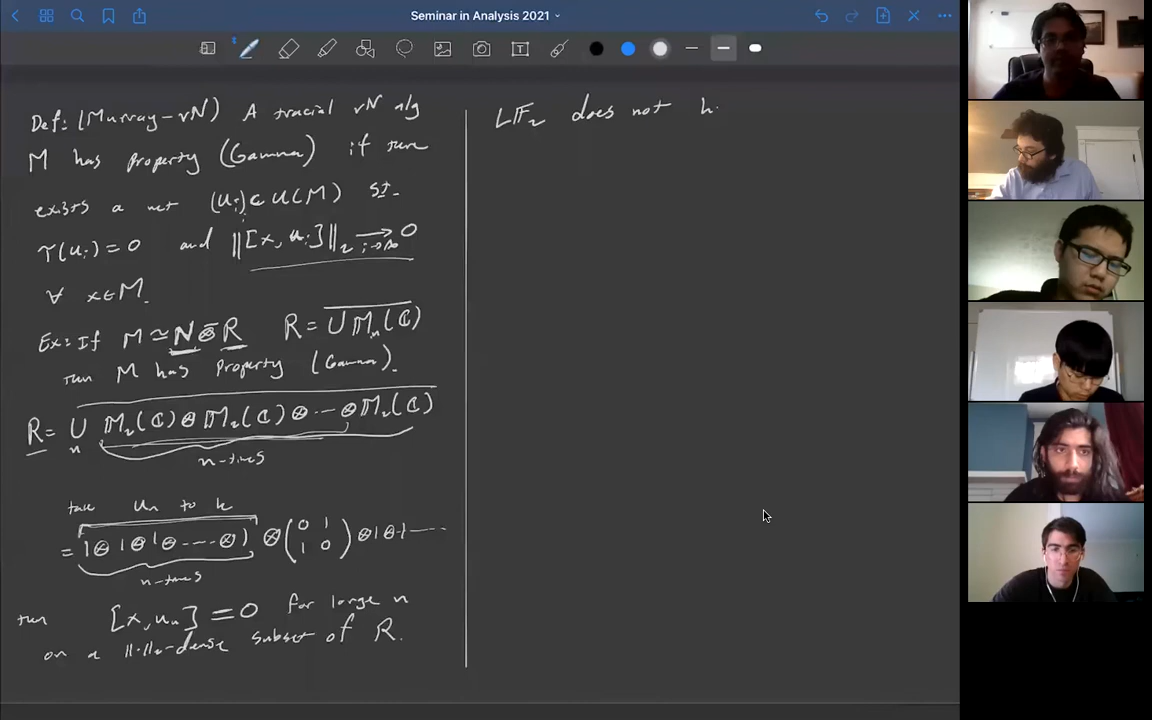 Seminar in Analysis 2021
Def: (Murray-vN) A tracial vN alg
M has property (Gamma) if there
exists a net (u_i) ⊂ U(M) st.
τ(u_i) = 0 and ||[x, u_i]||_2 →_{i→∞} 0
∀ x ∈ M.
Ex: If M ≃ N ⊗̄ R R = \overline{∪ M_n(ℂ)}
then M has Property (Gamma).
R = \overline{∪_n M_2(ℂ) ⊗ M_2(ℂ) ⊗ ... ⊗ M_2(ℂ)}
n-times
take u_n to be
= 1 ⊗ 1 ⊗ 1 ⊗ ... ⊗ 1 ⊗ (0 1
1 0) ⊗ 1 ⊗ 1 ....
n-times
then [x, u_n] = 0 for large n
on a ||·||_2-dense subset of R.
L𝔽_2 does not h
T